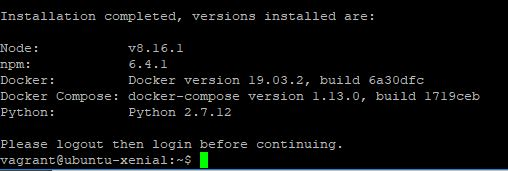 Installation completed, versions installed are:
Node: v8.16.1
npm: 6.4.1
Docker: Docker version 19.03.2, build 6a30dfc
Docker Compose: docker-compose version 1.13.0, build 1719ceb
Python: Python 2.7.12
Please logout then login before continuing.
vagrant@ubuntu-xenial:~$